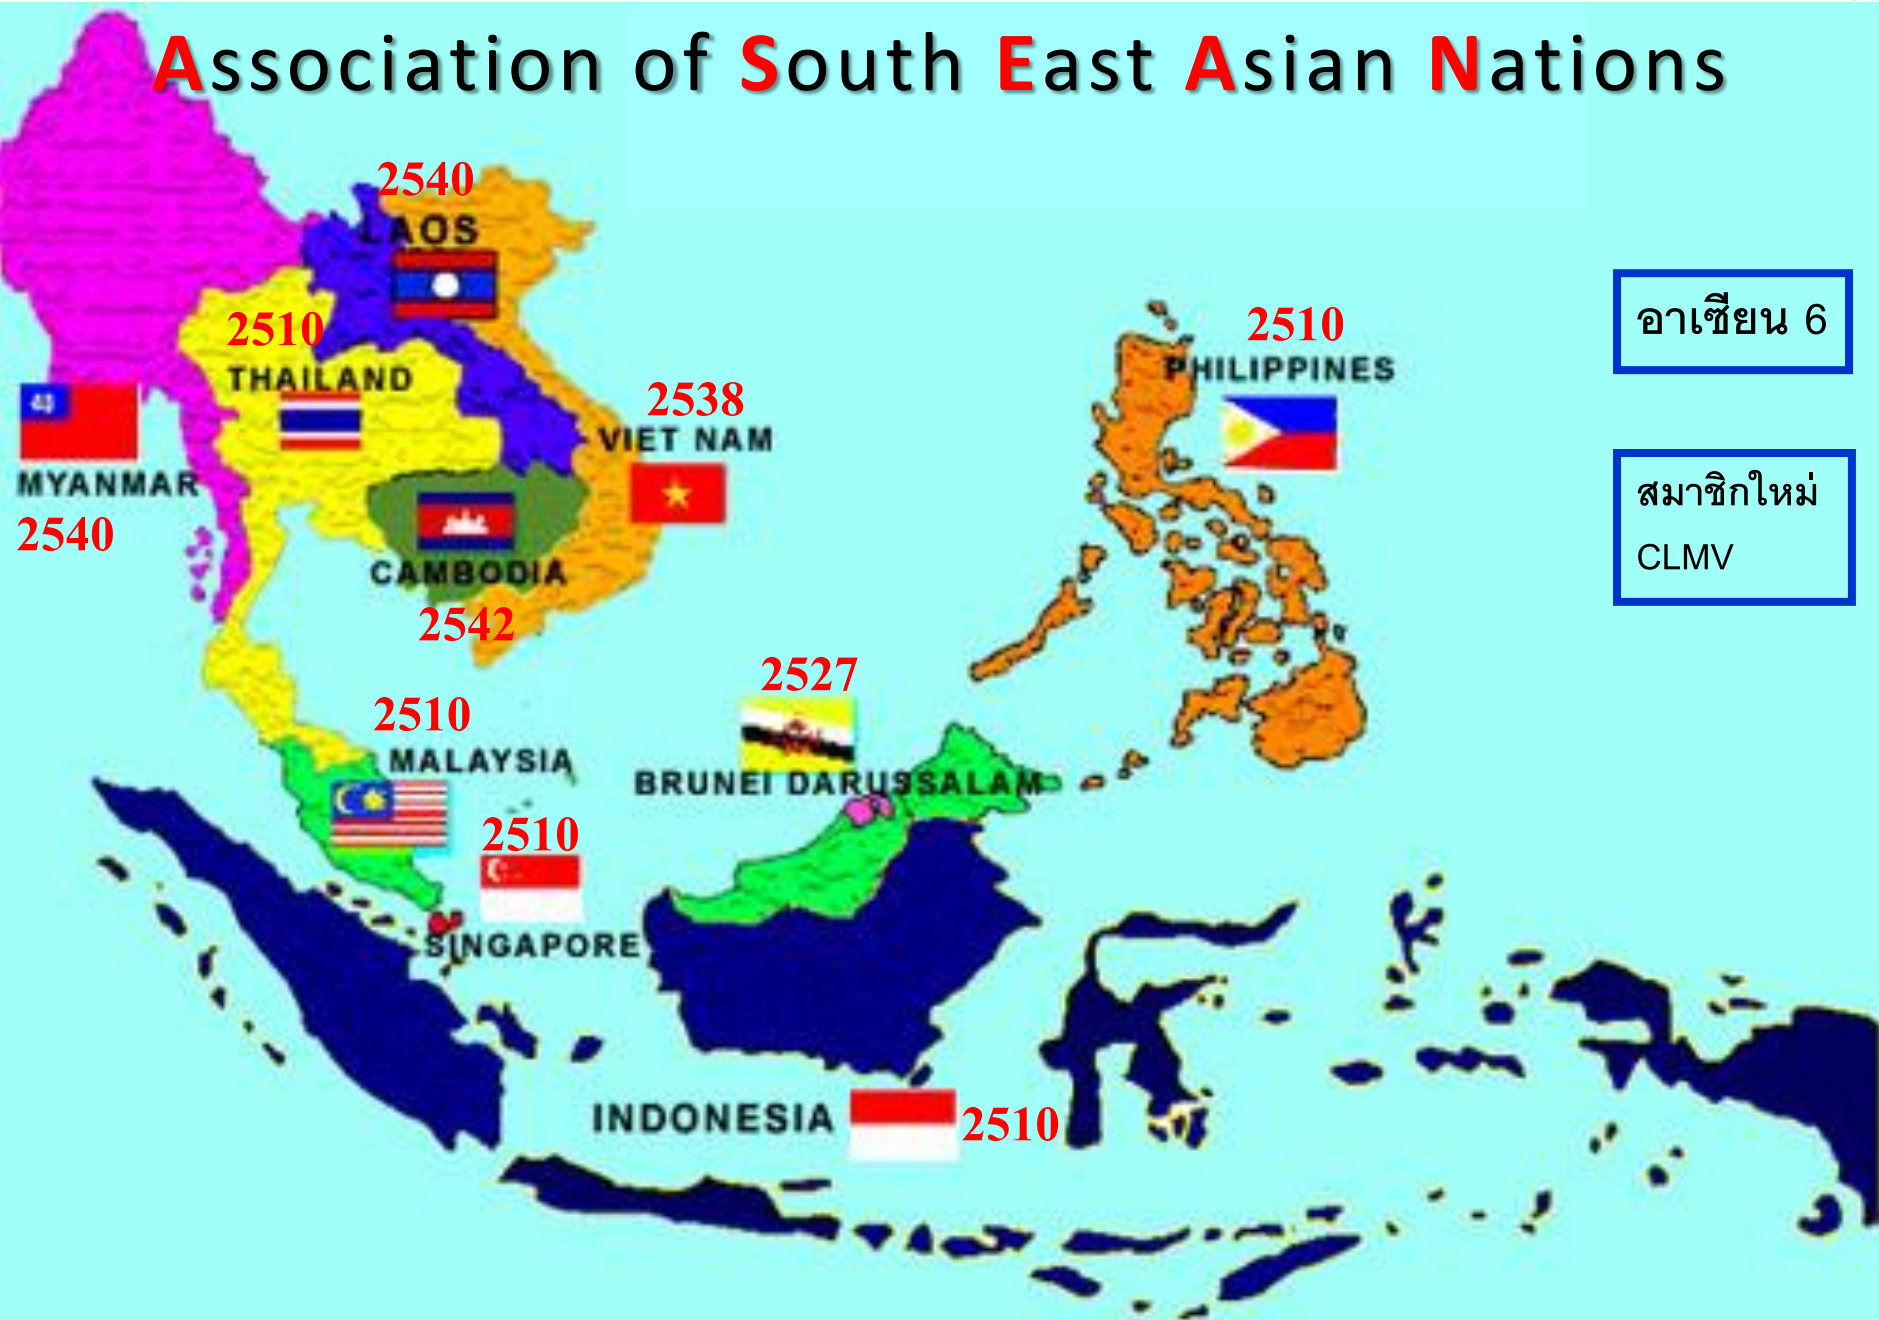 Association of South East Asian Nations
2540
LAOS
2510
THAILAND
2510
PHILIPPINES
อาเซียน 6
2538
VIET NAM
MYANMAR
2540
สมาชิกใหม่
CLMV
CAMBODIA
2542
2527
BRUNEI DARUSSALAM
2510
MALAYSIA
2510
SINGAPORE
INDONESIA
2510